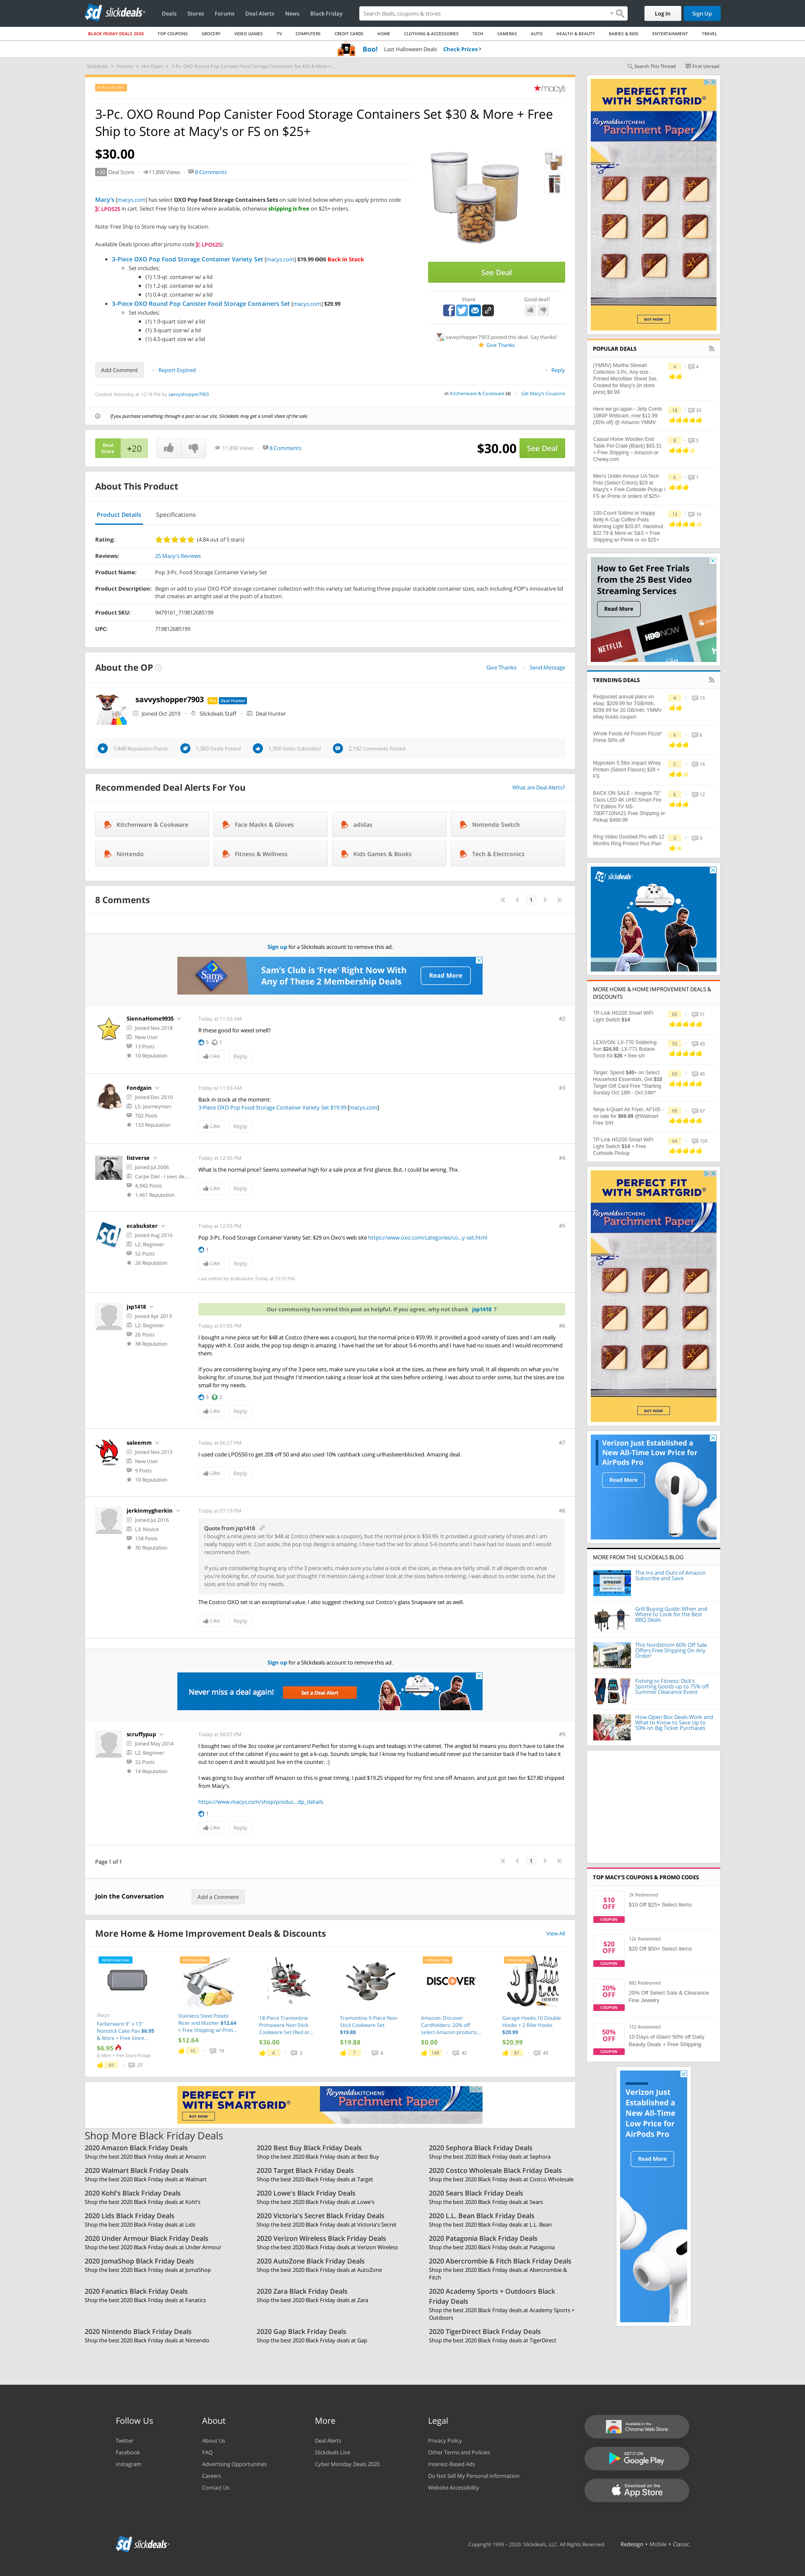 slickdeals
Deals Stores Forums Deal Alerts News Black Friday
Search deals, coupons & stores
Log In Sign Up
BLACK FRIDAY DEALS 2020 TOP COUPONS GROCERY VIDEO GAMES TV COMPUTERS CREDIT CARDS HOME CLOTHING & ACCESSORIES TECH CAMERAS AUTO HEALTH & BEAUTY BABIES & KIDS ENTERTAINMENT TRAVEL
Boo! Last Halloween Deals Check Prices ›
Slickdeals › Forums › Hot Deals › 3-Pc. OXO Round Pop Canister Food Storage Containers Set $30 & More + ...
Search This Thread First Unread
POPULAR DEAL
macys
3-Pc. OXO Round Pop Canister Food Storage Containers Set $30 & More + Free
Ship to Store at Macy's or FS on $25+
$30.00
+20 Deal Score 11,890 Views 8 Comments
Macy's [macys.com] has select OXO Pop Food Storage Containers Sets on sale listed below when you apply promo code
LPOS25 in cart. Select Free Ship to Store where available, otherwise shipping is free on $25+ orders.
Note: Free Ship to Store may vary by location.
Available Deals (prices after promo code LPOS25):
3-Piece OXO Pop Food Storage Container Variety Set [macys.com] $19.99 OOS Back in Stock
Set includes:
(1) 1.9-qt. container w/ a lid
(1) 1.2-qt. container w/ a lid
(1) 0.4-qt. container w/ a lid
3-Piece OXO Round Pop Canister Food Storage Containers Set [macys.com] $29.99
Set includes:
(1) 1.9-quart size w/ a lid
(1) 3-quart size w/ a lid
(1) 4.5-quart size w/ a lid
See Deal
Share Good deal?
savvyshopper7903 posted this deal. Say thanks!
Give Thanks
Add Comment Report Expired Reply
Created Yesterday at 12:18 PM by savvyshopper7903
in Kitchenware & Cookware (4) Get Macy's Coupons
If you purchase something through a post on our site, Slickdeals may get a small share of the sale.
Deal Score +20 11,890 Views 8 Comments $30.00 See Deal
About This Product
Product Details Specifications
Rating: (4.84 out of 5 stars)
Reviews: 25 Macy's Reviews
Product Name: Pop 3-Pc. Food Storage Container Variety Set
Product Description: Begin or add to your OXO POP storage container collection with this variety set featuring three popular stackable container sizes, each including POP's innovative lid
that creates an airtight seal at the push of a button.
Product SKU: 9479161_719812685199
UPC: 719812685199
About the OP
Give Thanks Send Message
savvyshopper7903 Pro Deal Hunter
Joined Oct 2019 Slickdeals Staff Deal Hunter
7,440 Reputation Points 1,360 Deals Posted 1,356 Votes Submitted 2,192 Comments Posted
Recommended Deal Alerts For You
What are Deal Alerts?
Kitchenware & Cookware Face Masks & Gloves adidas Nintendo Switch
Nintendo Fitness & Wellness Kids Games & Books Tech & Electronics
8 Comments
1
Sign up for a Slickdeals account to remove this ad.
Sam's Club
Sam's Club is 'Free' Right Now With
Any of These 2 Membership Deals
Read More
SiennaHome9935
Joined Nov 2018
New User
13 Posts
10 Reputation
Today at 11:53 AM #2
R these good for weed smell?
5 1
Like Reply
Fondgain
Joined Dec 2010
L5: Journeyman
702 Posts
133 Reputation
Today at 11:55 AM #3
Back in stock at the moment:
3-Piece OXO Pop Food Storage Container Variety Set $19.99 [macys.com]
Like Reply
listverse
Joined Jul 2006
Carpe Die! - I sees de...
4,942 Posts
1,461 Reputation
Today at 12:35 PM #4
What is the normal price? Seems somewhat high for a sale price at first glance. But, I could be wrong. Thx.
Like Reply
ecabukster
Joined Aug 2016
L2: Beginner
52 Posts
26 Reputation
Today at 12:55 PM #5
Pop 3-Pc. Food Storage Container Variety Set: $29 on Oxo's web site https://www.oxo.com/categories/co...y-set.html
1
Like Reply
Last edited by ecabukster Today at 12:57 PM.
jsp1418
Joined Apr 2013
L2: Beginner
26 Posts
38 Reputation
Our community has rated this post as helpful. If you agree, why not thank jsp1418 ?
Today at 01:05 PM #6
I bought a nine piece set for $48 at Costco (there was a coupon), but the normal price is $59.99. It provided a good variety of sizes and I am really
happy with it. Cost aside, the pop top design is amazing. I have had the set for about 5-6 months and I have had no issues and I would recommend
them.
If you are considering buying any of the 3 piece sets, make sure you take a look at the sizes, as these are fairly small. It all depends on what you're
looking for, of course, but just thought I'd mention taking a closer look at the sizes before ordering. I was about to order some, but the sizes are too
small for my needs.
3 2
Like Reply
saleemm
Joined Nov 2015
New User
9 Posts
10 Reputation
Today at 06:27 PM #7
I used code LPOS50 to get 20$ off 50 and also used 10% cashback using urlhasbeenblocked. Amazing deal.
Like Reply
jerkinmygherkin
Joined Jul 2016
L3: Novice
158 Posts
30 Reputation
Today at 07:19 PM #8
Quote from jsp1418
I bought a nine piece set for $48 at Costco (there was a coupon), but the normal price is $59.99. It provided a good variety of sizes and I am
really happy with it. Cost aside, the pop top design is amazing. I have had the set for about 5-6 months and I have had no issues and I would
recommend them.
If you are considering buying any of the 3 piece sets, make sure you take a look at the sizes, as these are fairly small. It all depends on what
you're looking for, of course, but just thought I'd mention taking a closer look at the sizes before ordering. I was about to order some, but the
sizes are too small for my needs.
The Costco OXO set is an exceptional value. I also suggest checking out Costco's glass Snapware set as well.
Like Reply
Sign up for a Slickdeals account to remove this ad.
Never miss a deal again! Set a Deal Alert
scruffypup
Joined May 2014
L2: Beginner
32 Posts
14 Reputation
Today at 08:07 PM #9
I bought two of the 3oz cookie jar containers! Perfect for storing k-cups and teabags in the cabinet. The angled lid means you don't have to take the
canister out of the cabinet if you want to get a k-cup. Sounds simple, but I know my husband would never put the canister back if he had to take it
out to open it and it would just live on the counter. :]
I was going to buy another off Amazon so this is great timing. I paid $19.25 shipped for my first one off Amazon, and just got two for $27.80 shipped
from Macy's.
https://www.macys.com/shop/produc...dp_details
1
Like Reply
Page 1 of 1
1
Join the Conversation Add a Comment
More Home & Home Improvement Deals & Discounts
View All
FRONTPAGE DEAL
Macy's
Farberware 9" x 13"
Nonstick Cake Pan $6.95
& More + Free Store...
$6.95
& More + Free Store Pickup
65 27
POPULAR DEAL
Stainless Steel Potato
Ricer and Masher $12.64
+ Free Shipping w/ Prim...
$12.64
16 19
18-Piece Tramontina
Primaware Non-Stick
Cookware Set (Red or...
$36.00
4 2
Tramontina 9-Piece Non-
Stick Cookware Set
$19.88
$19.88
7 6
POPULAR DEAL
DISCOVER
Amazon: Discover
Cardholders: 20% off
select Amazon products...
$0.00
149 92
POPULAR DEAL
Garage Hooks,10 Double
Hooks + 2 Bike Hooks
$20.99
$20.99
87 43
PERFECT FIT
WITH SMARTGRID®
BUY NOW
Reynolds KITCHENS
Parchment Paper
Shop More Black Friday Deals
2020 Amazon Black Friday Deals
Shop the best 2020 Black Friday deals at Amazon
2020 Best Buy Black Friday Deals
Shop the best 2020 Black Friday deals at Best Buy
2020 Sephora Black Friday Deals
Shop the best 2020 Black Friday deals at Sephora
2020 Walmart Black Friday Deals
Shop the best 2020 Black Friday deals at Walmart
2020 Target Black Friday Deals
Shop the best 2020 Black Friday deals at Target
2020 Costco Wholesale Black Friday Deals
Shop the best 2020 Black Friday deals at Costco Wholesale
2020 Kohl's Black Friday Deals
Shop the best 2020 Black Friday deals at Kohl's
2020 Lowe's Black Friday Deals
Shop the best 2020 Black Friday deals at Lowe's
2020 Sears Black Friday Deals
Shop the best 2020 Black Friday deals at Sears
2020 Lids Black Friday Deals
Shop the best 2020 Black Friday deals at Lids
2020 Victoria's Secret Black Friday Deals
Shop the best 2020 Black Friday deals at Victoria's Secret
2020 L.L. Bean Black Friday Deals
Shop the best 2020 Black Friday deals at L.L. Bean
2020 Under Armour Black Friday Deals
Shop the best 2020 Black Friday deals at Under Armour
2020 Verizon Wireless Black Friday Deals
Shop the best 2020 Black Friday deals at Verizon Wireless
2020 Patagonia Black Friday Deals
Shop the best 2020 Black Friday deals at Patagonia
2020 JomaShop Black Friday Deals
Shop the best 2020 Black Friday deals at JomaShop
2020 AutoZone Black Friday Deals
Shop the best 2020 Black Friday deals at AutoZone
2020 Abercrombie & Fitch Black Friday Deals
Shop the best 2020 Black Friday deals at Abercrombie &
Fitch
2020 Fanatics Black Friday Deals
Shop the best 2020 Black Friday deals at Fanatics
2020 Zara Black Friday Deals
Shop the best 2020 Black Friday deals at Zara
2020 Academy Sports + Outdoors Black
Friday Deals
Shop the best 2020 Black Friday deals at Academy Sports +
Outdoors
2020 Nintendo Black Friday Deals
Shop the best 2020 Black Friday deals at Nintendo
2020 Gap Black Friday Deals
Shop the best 2020 Black Friday deals at Gap
2020 TigerDirect Black Friday Deals
Shop the best 2020 Black Friday deals at TigerDirect
PERFECT FIT
WITH SMARTGRID®
Reynolds KITCHENS
Parchment Paper
BUY NOW
POPULAR DEALS
(YMMV) Martha Stewart
Collection 3-Pc. Any size ,
Printed Microfiber Sheet Set,
Created for Macy's (in store
price) $8.99
4 4
Here we go again - Jelly Comb
1080P Webcam, now $12.99
(35% off) @ Amazon YMMV
18 33
Casual Home Wooden End
Table Pet Crate (Black) $83.31
+ Free Shipping ~ Amazon or
Chewy.com
8 5
Men's Under Armour UA Tech
Polo (Select Colors) $20 at
Macy's + Free Curbside Pickup /
FS w/ Prime or orders of $25+
6 1
100-Count Solimo or Happy
Belly K-Cup Coffee Pods:
Morning Light $20.97, Hazelnut
$22.79 & More w/ S&S + Free
Shipping w/ Prime or on $25+
13 10
How to Get Free Trials
from the 25 Best Video
Streaming Services
Read More
NETFLIX HBO NOW hulu crunchyroll
TRENDING DEALS
Redpocket annual plans on
ebay: $209.99 for 7GB/mth,
$299.99 for 20 GB/mth; YMMV
ebay bucks coupon
4 15
Whole Foods All Frozen Pizza*
Prime 50% off
6 6
Myprotein 5.5lbs Impact Whey
Protein (Select Flavors) $28 +
FS
5 15
BACK ON SALE - Insignia 70"
Class LED 4K UHD Smart Fire
TV Edition TV NS-
70DF710NA21 Free Shipping or
Pickup $499.99
6 12
Ring Video Doorbell Pro with 12
Months Ring Protect Plus Plan
3 9
slickdeals
MORE HOME & HOME IMPROVEMENT DEALS &
DISCOUNTS
TP-Link HS200 Smart WiFi
Light Switch $14
65 51
LEXIVON: LX-770 Soldering
Iron $24.50, LX-771 Butane
Torch Kit $26 + free s/h
53 43
Target: Spend $40+ on Select
Household Essentials, Get $10
Target Gift Card Free *Starting
Sunday Oct 18th - Oct 24th*
63 45
Ninja 4-Quart Air Fryer, AF100 -
on sale for $69.99 @Walmart
Free S/H
69 67
TP-Link HS200 Smart WiFi
Light Switch $14 + Free
Curbside Pickup
64 103
PERFECT FIT
WITH SMARTGRID®
Reynolds KITCHENS
Parchment Paper
BUY NOW
Verizon Just Established a
New All-Time Low Price for
AirPods Pro
Read More
MORE FROM THE SLICKDEALS BLOG
The Ins and Outs of Amazon
Subscribe and Save
Grill Buying Guide: When and
Where to Look for the Best
BBQ Deals
This Nordstrom 60% Off Sale
Offers Free Shipping On Any
Order!
Fishing to Fitness: Dick's
Sporting Goods up to 75% off
Summer Clearance Event
How Open Box Deals Work and
What to Know to Save Up to
50% on Big Ticket Purchases
TOP MACY'S COUPONS & PROMO CODES
$10 OFF COUPON
2k Redeemed
$10 Off $25+ Select Items
$20 OFF COUPON
12k Redeemed
$20 Off $50+ Select Items
20% OFF COUPON
982 Redeemed
20% Off Select Sale & Clearance
Fine Jewelry
50% OFF COUPON
152 Redeemed
10 Days of Glam! 50% off Daily
Beauty Deals + Free Shipping
Verizon Just
Established a
New All-Time
Low Price for
AirPods Pro
Read More
Follow Us About More Legal
Twitter
Facebook
Instagram
About Us
FAQ
Advertising Opportunities
Careers
Contact Us
Deal Alerts
Slickdeals Live
Cyber Monday Deals 2020
Privacy Policy
Other Terms and Policies
Interest-Based Ads
Do Not Sell My Personal Information
Website Accessibility
Available in the
Chrome Web Store
GET IT ON
Google Play
Download on the
App Store
slickdeals
Copyright 1999 - 2020. Slickdeals, LLC. All Rights Reserved. Redesign • Mobile • Classic